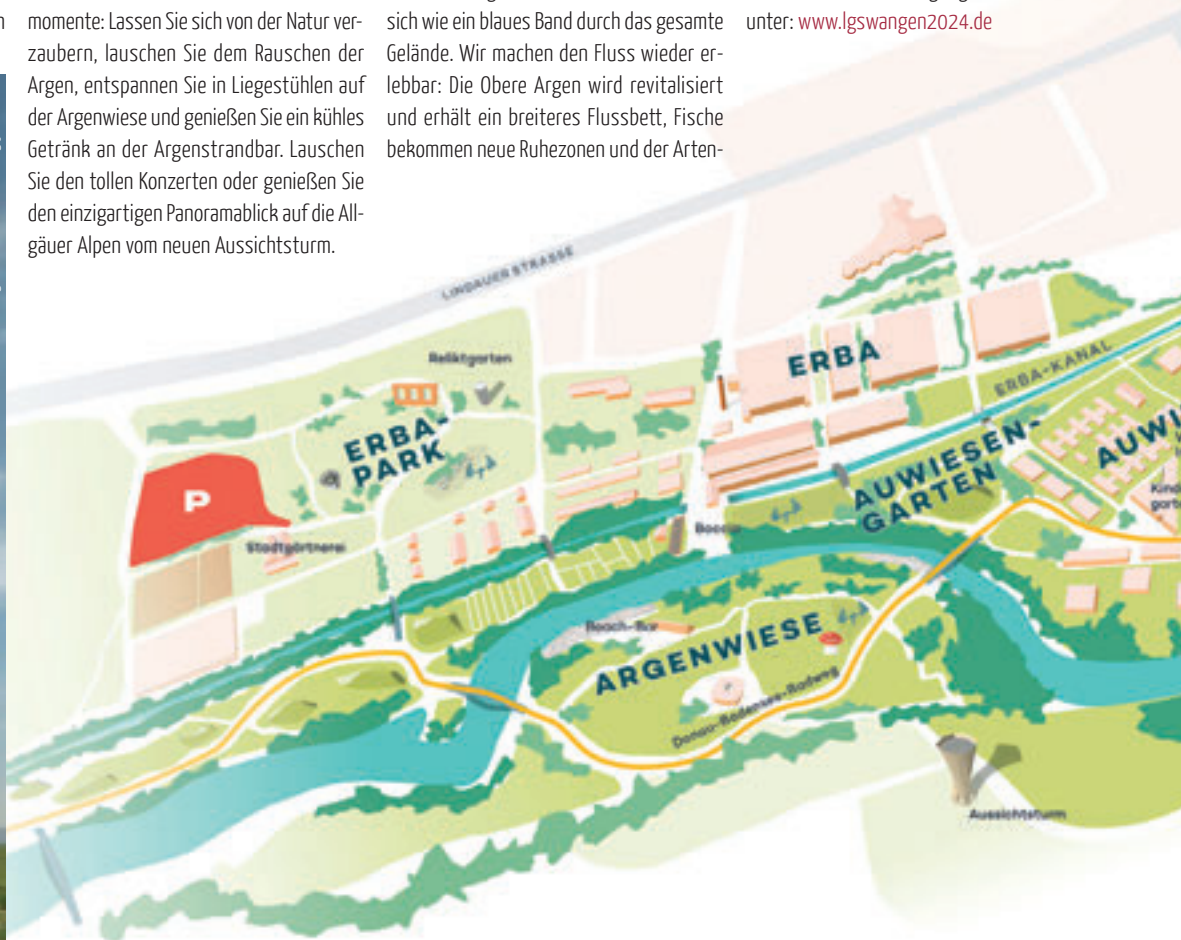 momente: Lassen Sie sich von der Natur ver-
zaubern, lauschen Sie dem Rauschen der
Argen, entspannen Sie in Liegestühlen auf
der Argenwiese und genießen Sie ein kühles
Getränk an der Argenstrandbar. Lauschen
Sie den tollen Konzerten oder genießen Sie
den einzigartigen Panoramablick auf die All-
gäuer Alpen vom neuen Aussichtsturm.
sich wie ein blaues Band durch das gesamte
Gelände. Wir machen den Fluss wieder er-
lebbar: Die Obere Argen wird revitalisiert
und erhält ein breiteres Flussbett, Fische
bekommen neue Ruhezonen und der Arten-
unter: www.lgswangen2024.de
LINDAUER STRASSE
Reliktgarten
ERBA
ERBA-KANAL
ERBA-
PARK
P
Stadtgärtnerei
AUWIESEN-
GARTEN
AUWI
Kind
gart
Boccia
Beach-Bar
ARGENWIESE
Donau-Bodensee-Radweg
Aussichtsturm